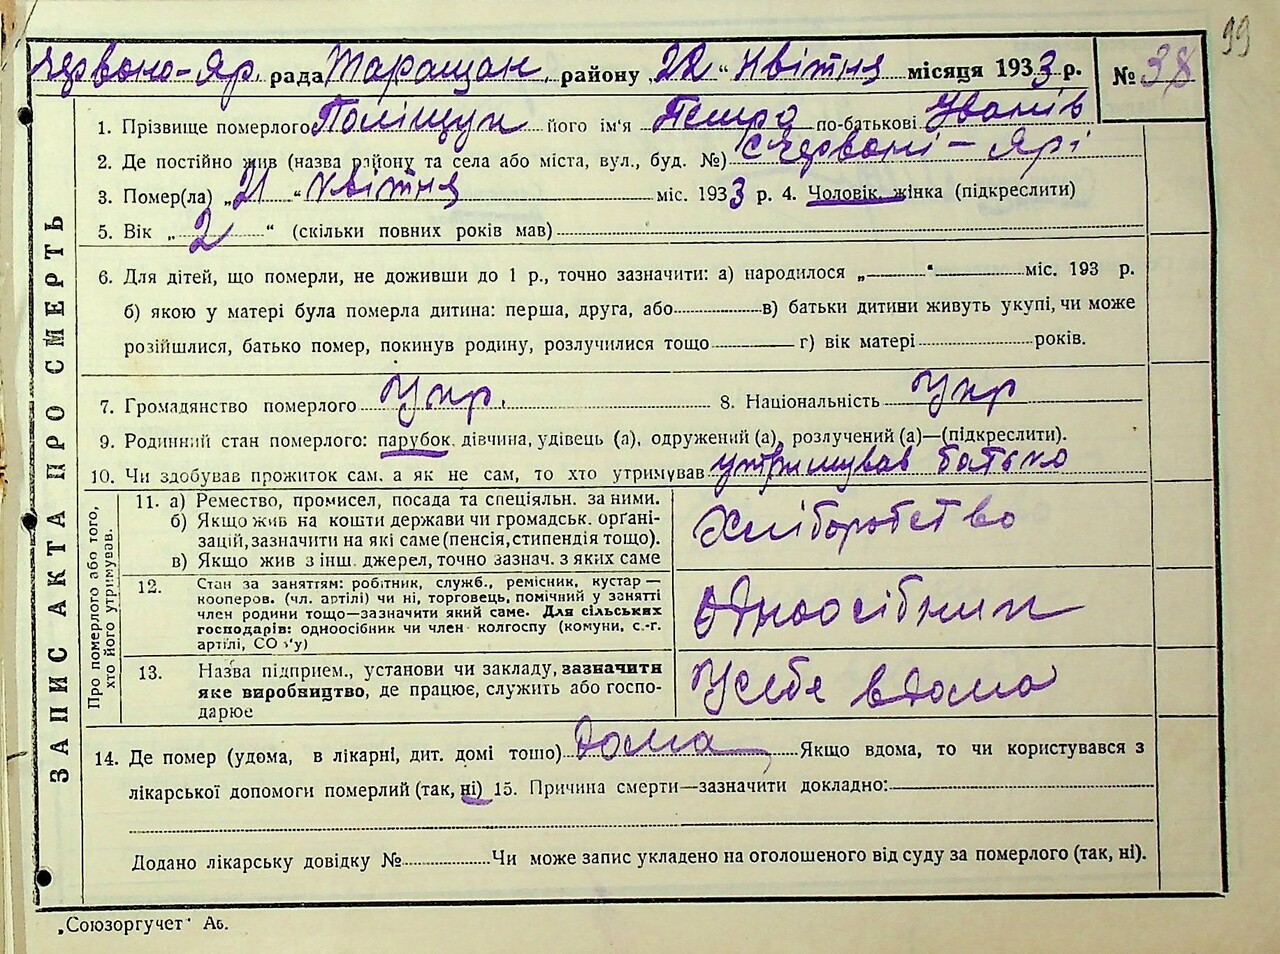 99
Червоно-Яр. рада Таращан. району „22“ Квітня місяця 1933 р. № 38
1. Прізвище померлого Поліщук його ім'я Петро по-батькові Іванів
2. Де постійно жив (назва району та села або міста, вул., буд. №) с Червоні-Ярі
3. Помер(ла) „21“ Квітня міс. 1933 р. 4. Чоловік, жінка (підкреслити)
5. Вік „2“ (скільки повних років мав)
6. Для дітей, що померли, не доживши до 1 р., точно зазначити: а) народилося „ “ міс. 193 р.
б) якою у матері була померла дитина: перша, друга, або в) батьки дитини живуть укупі, чи може
розійшлися, батько помер, покинув родину, розлучилися тощо г) вік матері років.
7. Громадянство померлого Укр. 8. Національність Укр
9. Родинний стан померлого: парубок, дівчина, удівець (а), одружений (а), розлучений (а)—(підкреслити).
10. Чи здобував прожиток сам, а як не сам, то хто утримував утримував батько
ЗАПИС АКТА ПРО СМЕРТЬ
Про померлого або того,
хто його утримував.
11. а) Ремество, промисел, посада та спеціяльн. за ними.
б) Якщо жив на кошти держави чи громадськ. орґані-
зацій, зазначити на які саме (пенсія, стипендія тощо).
в) Якщо жив з інш. джерел, точно зазнач. з яких саме
Хліборобство
12. Стан за заняттям: робітник, служб., ремісник, кустар —
кооперов. (чл. артілі) чи ні, торговець, помічний у занятті
член родини тощо—зазначити який саме. Для сільських
господарів: одноосібник чи член колгоспу (комуни, с.-г.
артілі, СО з'у)
Одноосібник
13. Назва підприєм., установи чи закладу, зазначити
яке виробництво, де працює, служить або госпо-
дарює
У себе вдома
14. Де помер (удома, в лікарні, дит. домі тошо) Дома Якщо вдома, то чи користувався з
лікарської допомоги померлий (так, ні) 15. Причина смерти—зазначити докладно:
Додано лікарську довідку № Чи може запис укладено на оголошеного від суду за померлого (так, ні).
„Союзоргучет“ Аь.